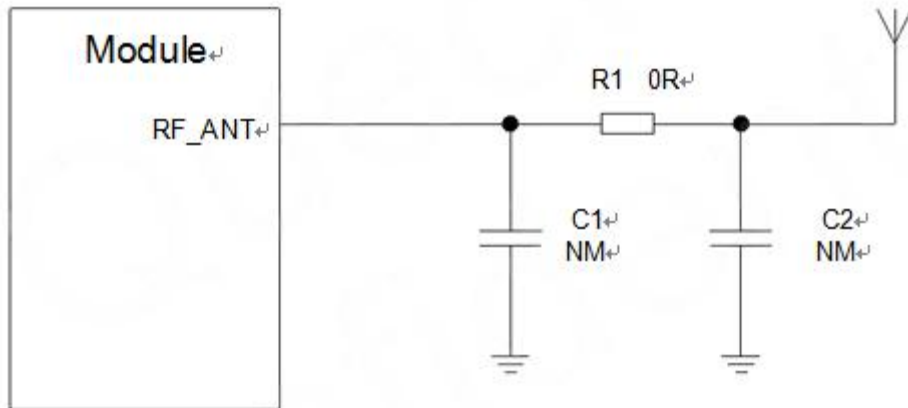 Module↵
RF_ANT↵
R1 0R↵
C1↵
NM↵
C2↵
NM↵